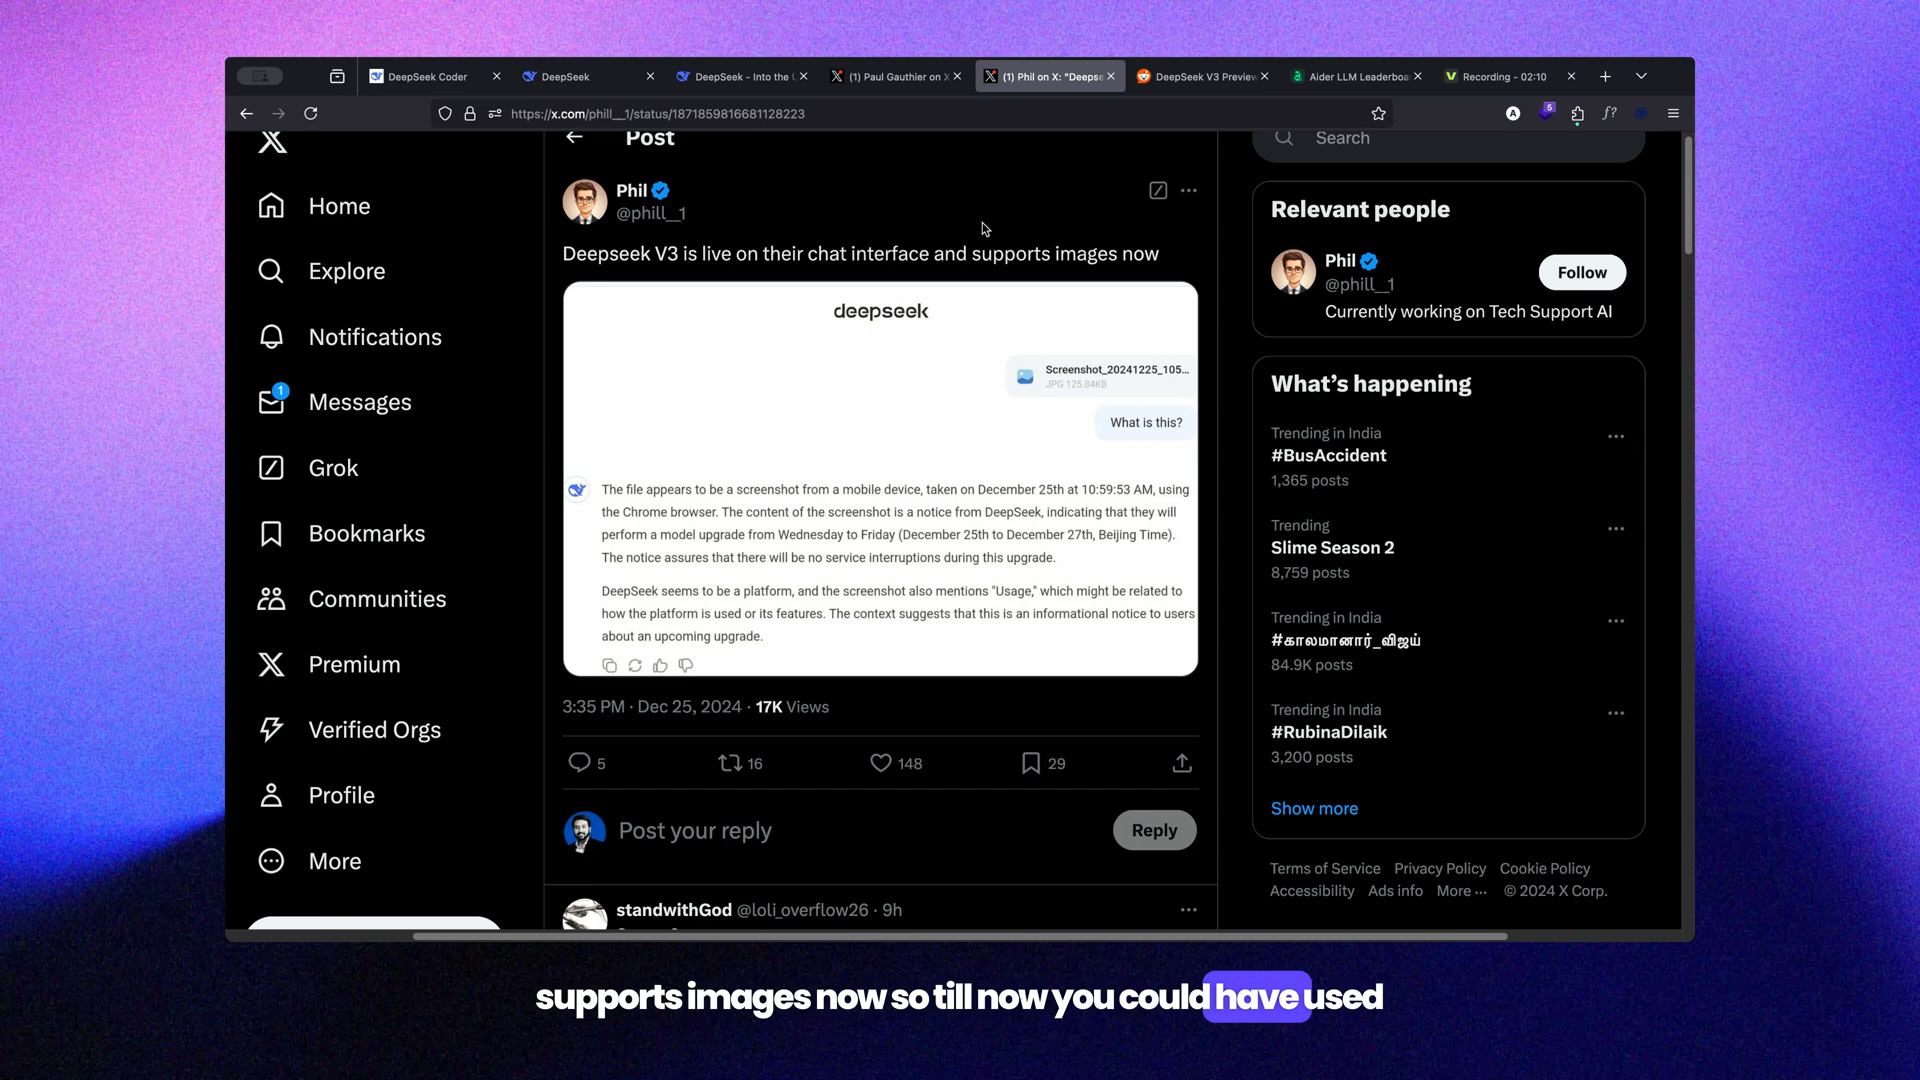 DeepSeek Coder
DeepSeek
DeepSeek - Into the U
(1) Paul Gauthier on X
(1) Phil on X: "Deepse
DeepSeek V3 Preview
Aider LLM Leaderboa
Recording - 02:10
https://x.com/phill__1/status/1871859816681128223
5
Home
Explore
Notifications
1
Messages
Grok
Bookmarks
Communities
Premium
Verified Orgs
Profile
More
Post
Phil
@phill__1
Deepseek V3 is live on their chat interface and supports images now
deepseek
Screenshot_20241225_105...
JPG 125.84KB
What is this?
The file appears to be a screenshot from a mobile device, taken on December 25th at 10:59:53 AM, using
the Chrome browser. The content of the screenshot is a notice from DeepSeek, indicating that they will
perform a model upgrade from Wednesday to Friday (December 25th to December 27th, Beijing Time).
The notice assures that there will be no service interruptions during this upgrade.
DeepSeek seems to be a platform, and the screenshot also mentions "Usage," which might be related to
how the platform is used or its features. The context suggests that this is an informational notice to users
about an upcoming upgrade.
3:35 PM · Dec 25, 2024 · 17K Views
5 16 148 29
Post your reply
Reply
standwithGod @loli_overflow26 · 9h
Search
Relevant people
Phil
@phill__1
Follow
Currently working on Tech Support AI
What's happening
Trending in India
#BusAccident
1,365 posts
Trending
Slime Season 2
8,759 posts
Trending in India
#காலமானார்_விஜய்
84.9K posts
Trending in India
#RubinaDilaik
3,200 posts
Show more
Terms of Service Privacy Policy Cookie Policy
Accessibility Ads info More ··· © 2024 X Corp.
supports images now so till now you could have used